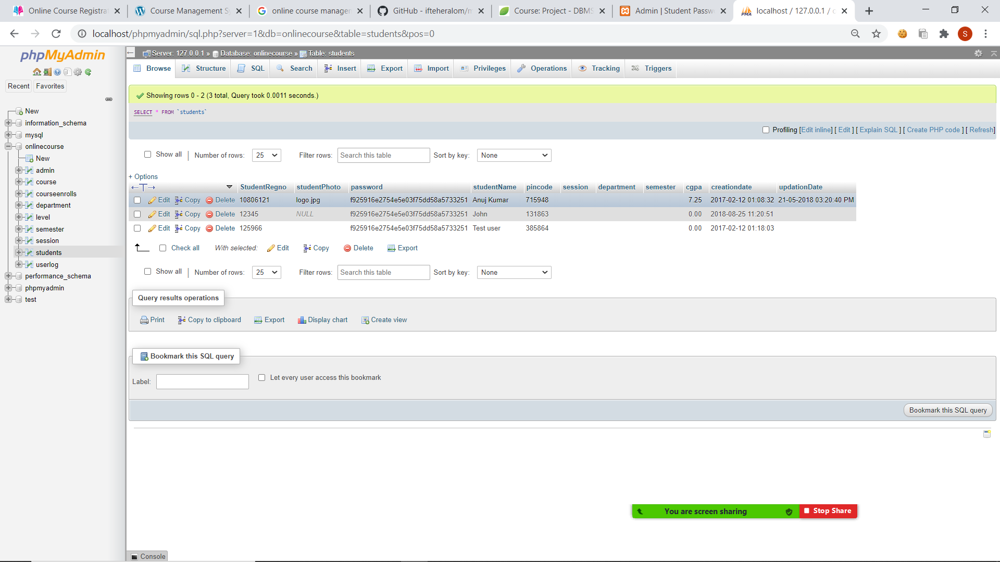 Online Course Registra
Course Management Sy
online course manager
GitHub - ifteheralom/m
Course: Project - DBMS
Admin | Student Passw
localhost / 127.0.0.1 / c
localhost/phpmyadmin/sql.php?server=1&db=onlinecourse&table=students&pos=0
S
phpMyAdmin
Recent Favorites
New
information_schema
mysql
onlinecourse
New
admin
course
courseenrolls
department
level
semester
session
students
userlog
performance_schema
phpmyadmin
test
Server: 127.0.0.1 » Database: onlinecourse » Table: students
Browse Structure SQL Search Insert Export Import Privileges Operations Tracking Triggers
Showing rows 0 - 2 (3 total, Query took 0.0011 seconds.)
SELECT * FROM `students`
Profiling [Edit inline] [ Edit ] [ Explain SQL ] [ Create PHP code ] [ Refresh]
Show all | Number of rows: 25 Filter rows: Search this table Sort by key: None
+ Options
←T→ StudentRegno studentPhoto password studentName pincode session department semester cgpa creationdate updationDate
Edit Copy Delete 10806121 logo.jpg f925916e2754e5e03f75dd58a5733251 Anuj Kumar 715948 7.25 2017-02-12 01:08:32 21-05-2018 03:20:40 PM
Edit Copy Delete 12345 NULL f925916e2754e5e03f75dd58a5733251 John 131863 0.00 2018-08-25 11:20:51
Edit Copy Delete 125966 f925916e2754e5e03f75dd58a5733251 Test user 385864 0.00 2017-02-12 01:18:03
Check all With selected: Edit Copy Delete Export
Show all | Number of rows: 25 Filter rows: Search this table Sort by key: None
Query results operations
Print Copy to clipboard Export Display chart Create view
Bookmark this SQL query
Label: Let every user access this bookmark
Bookmark this SQL query
You are screen sharing Stop Share
Console